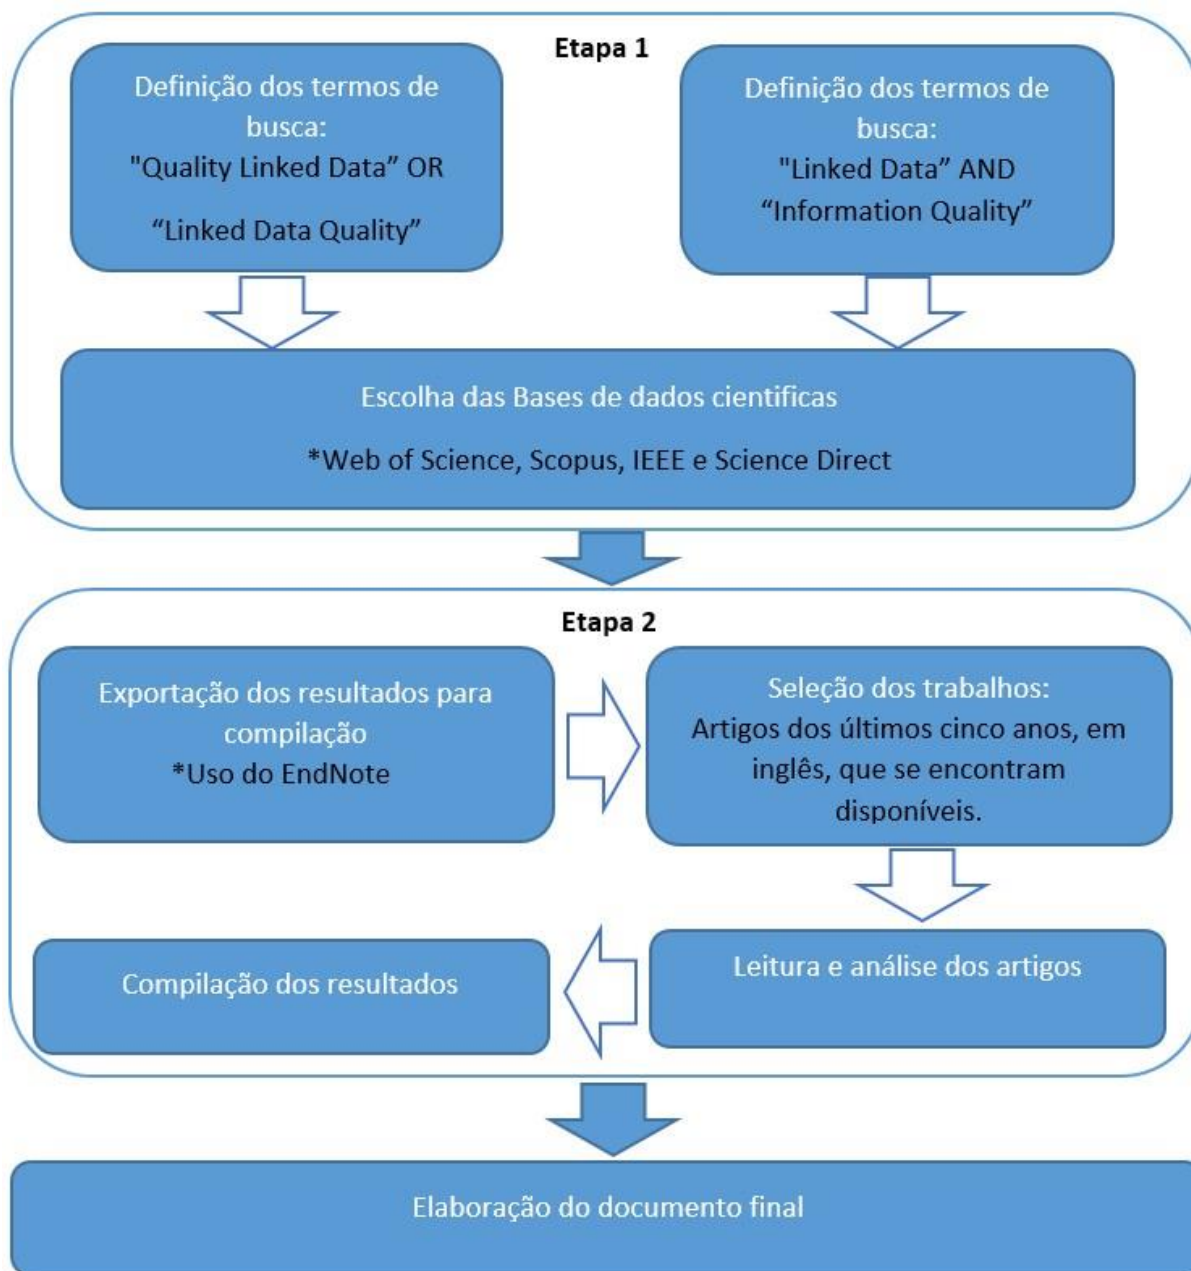 Etapa 1
Definição dos termos de
busca:
"Quality Linked Data” OR
“Linked Data Quality”
Definição dos termos de
busca:
"Linked Data” AND
“Information Quality”
Escolha das Bases de dados cientificas
*Web of Science, Scopus, IEEE e Science Direct
Etapa 2
Exportação dos resultados para
compilação
*Uso do EndNote
Seleção dos trabalhos:
Artigos dos últimos cinco anos, em
inglês, que se encontram
disponíveis.
Leitura e análise dos artigos
Compilação dos resultados
Elaboração do documento final